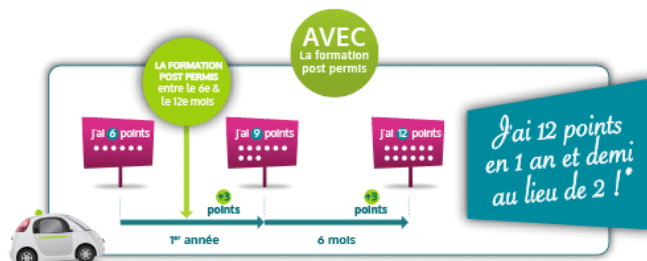 AVEC
La formation
post permis
LA FORMATION
POST PERMIS
entre le 6e &
le 12e mois
J'ai 6 points
J'ai 9 points
J'ai 12 points
+3
points
+3
points
1er année
6 mois
J'ai 12 points
en 1 an et demi
au lieu de 2 !*